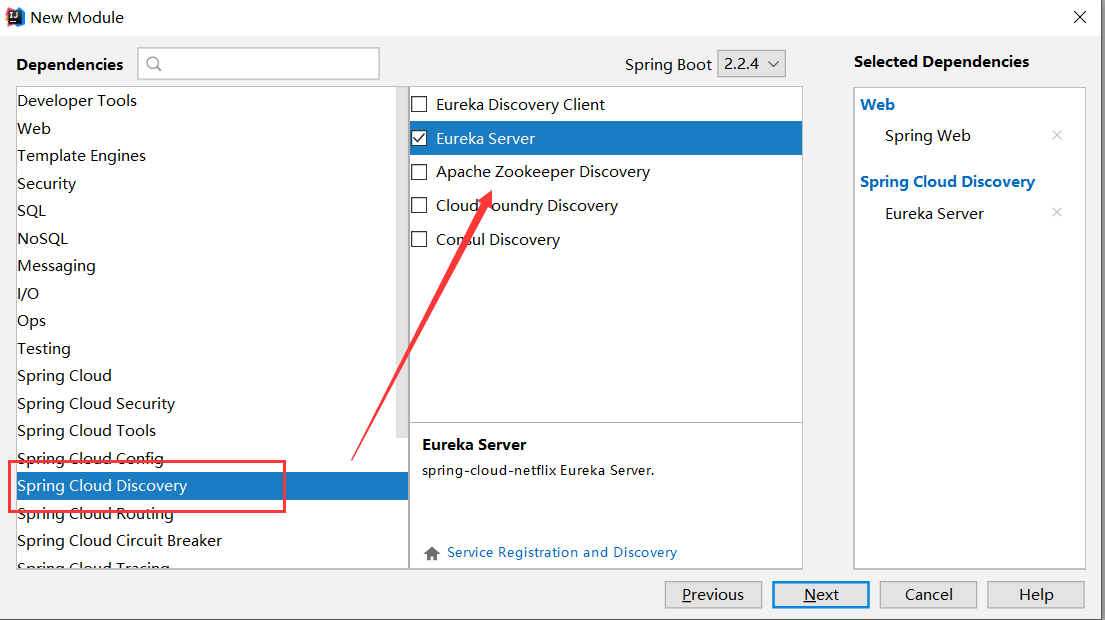 New Module
Dependencies
Spring Boot 2.2.4
Selected Dependencies
Developer Tools
Web
Template Engines
Security
SQL
NoSQL
Messaging
I/O
Ops
Testing
Spring Cloud
Spring Cloud Security
Spring Cloud Tools
Spring Cloud Config
Spring Cloud Discovery
Spring Cloud Routing
Spring Cloud Circuit Breaker
Spring Cloud Tracing
Eureka Discovery Client
Eureka Server
Apache Zookeeper Discovery
Cloud Foundry Discovery
Consul Discovery
Eureka Server
spring-cloud-netflix Eureka Server.
Service Registration and Discovery
Web
Spring Web
Spring Cloud Discovery
Eureka Server
Previous
Next
Cancel
Help